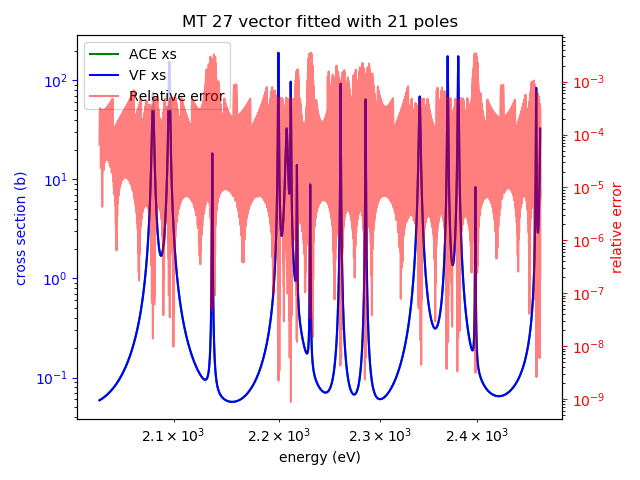 MT 27 vector fitted with 21 poles
ACE xs
VF xs
Relative error
cross section (b)
10²
10¹
10⁰
10⁻¹
10⁻³
10⁻⁴
10⁻⁵
10⁻⁶
10⁻⁷
10⁻⁸
10⁻⁹
relative error
2.1 × 10³ 2.2 × 10³ 2.3 × 10³ 2.4 × 10³
energy (eV)